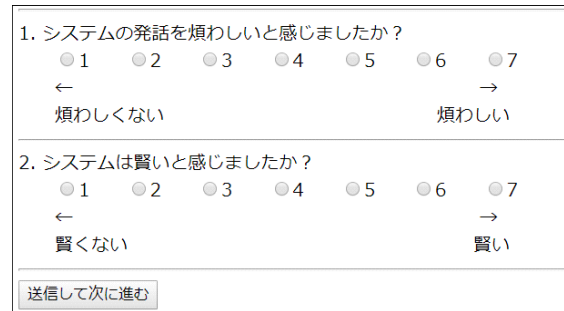 1. システムの発話を煩わしいと感じましたか？
1 2 3 4 5 6 7
← →
煩わしくない 煩わしい
2. システムは賢いと感じましたか？
1 2 3 4 5 6 7
← →
賢くない 賢い
送信して次に進む